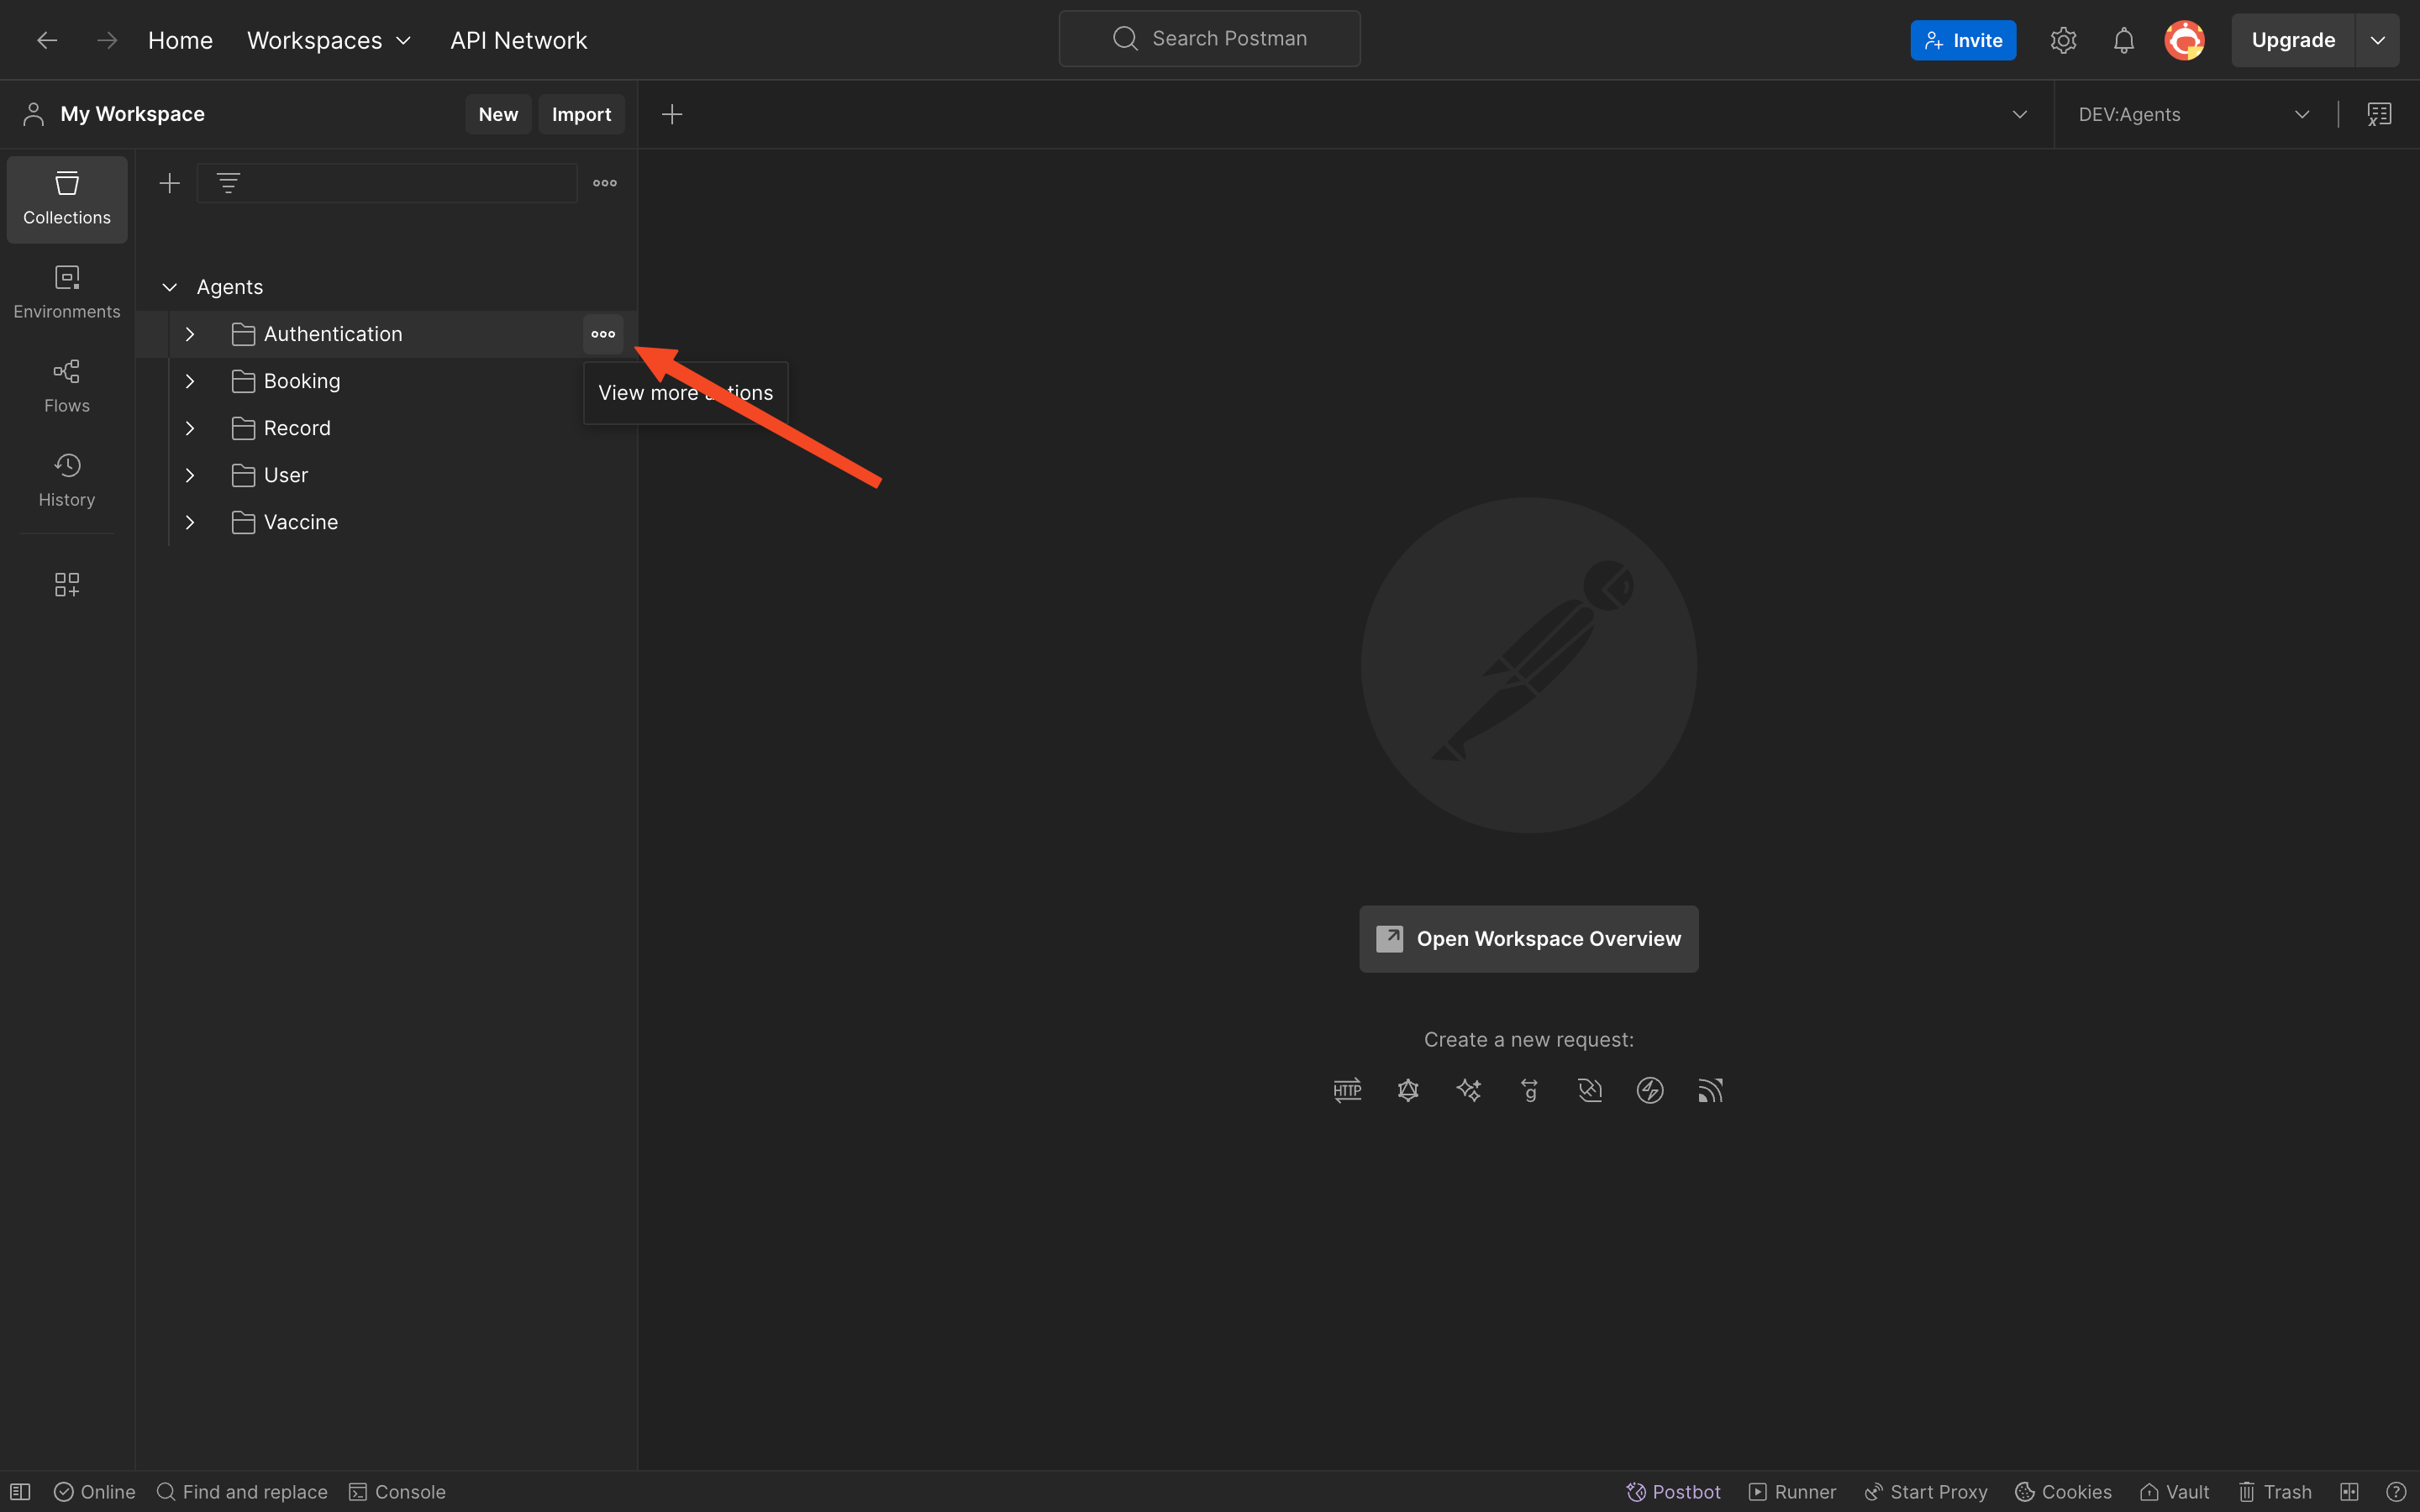 Home Workspaces API Network Search Postman Invite Upgrade
My Workspace New Import DEV:Agents
Collections
Environments
Flows
History
Agents
Authentication
View more
Booking
Record
User
Vaccine
Open Workspace Overview
Create a new request:
HTTP
g
Online Find and replace Console Postbot Runner Start Proxy Cookies Vault Trash